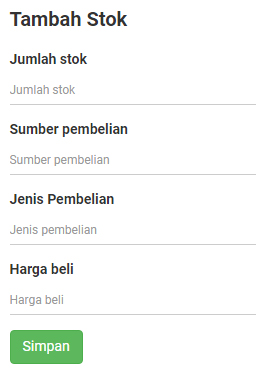 Tambah Stok
Jumlah stok
Jumlah stok
Sumber pembelian
Sumber pembelian
Jenis Pembelian
Jenis pembelian
Harga beli
Harga beli
Simpan